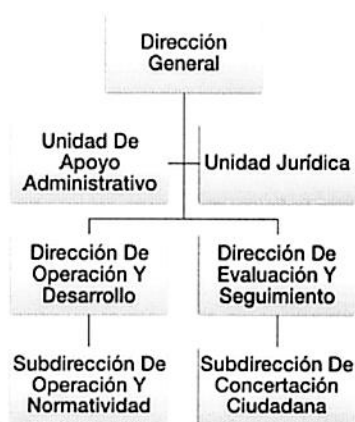 Dirección
General
Unidad De
Apoyo
Administrativo
Unidad Jurídica
Dirección De
Operación Y
Desarrollo
Dirección De
Evaluación Y
Seguimiento
Subdirección De
Operación Y
Normatividad
Subdirección De
Concertación
Ciudadana